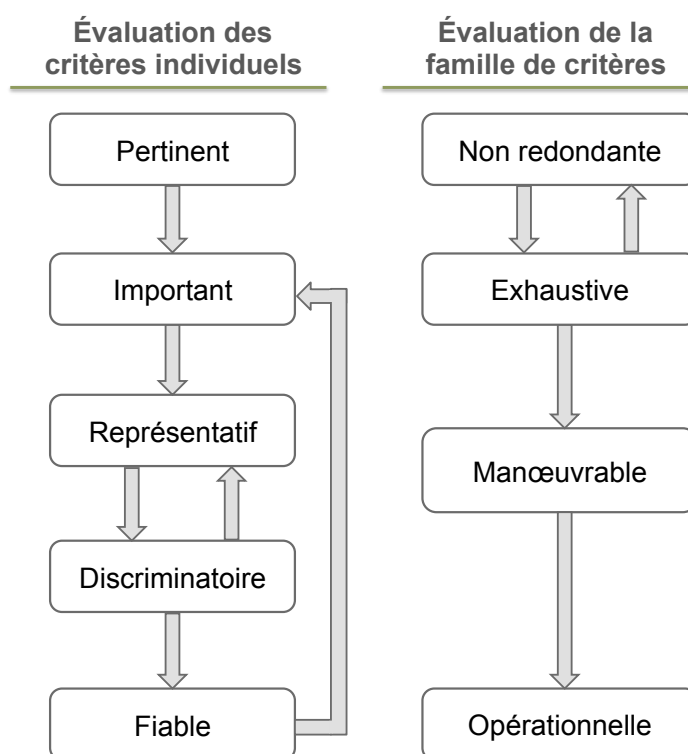 Évaluation des
critères individuels
Pertinent
Important
Représentatif
Discriminatoire
Fiable
Évaluation de la
famille de critères
Non redondante
Exhaustive
Manœuvrable
Opérationnelle